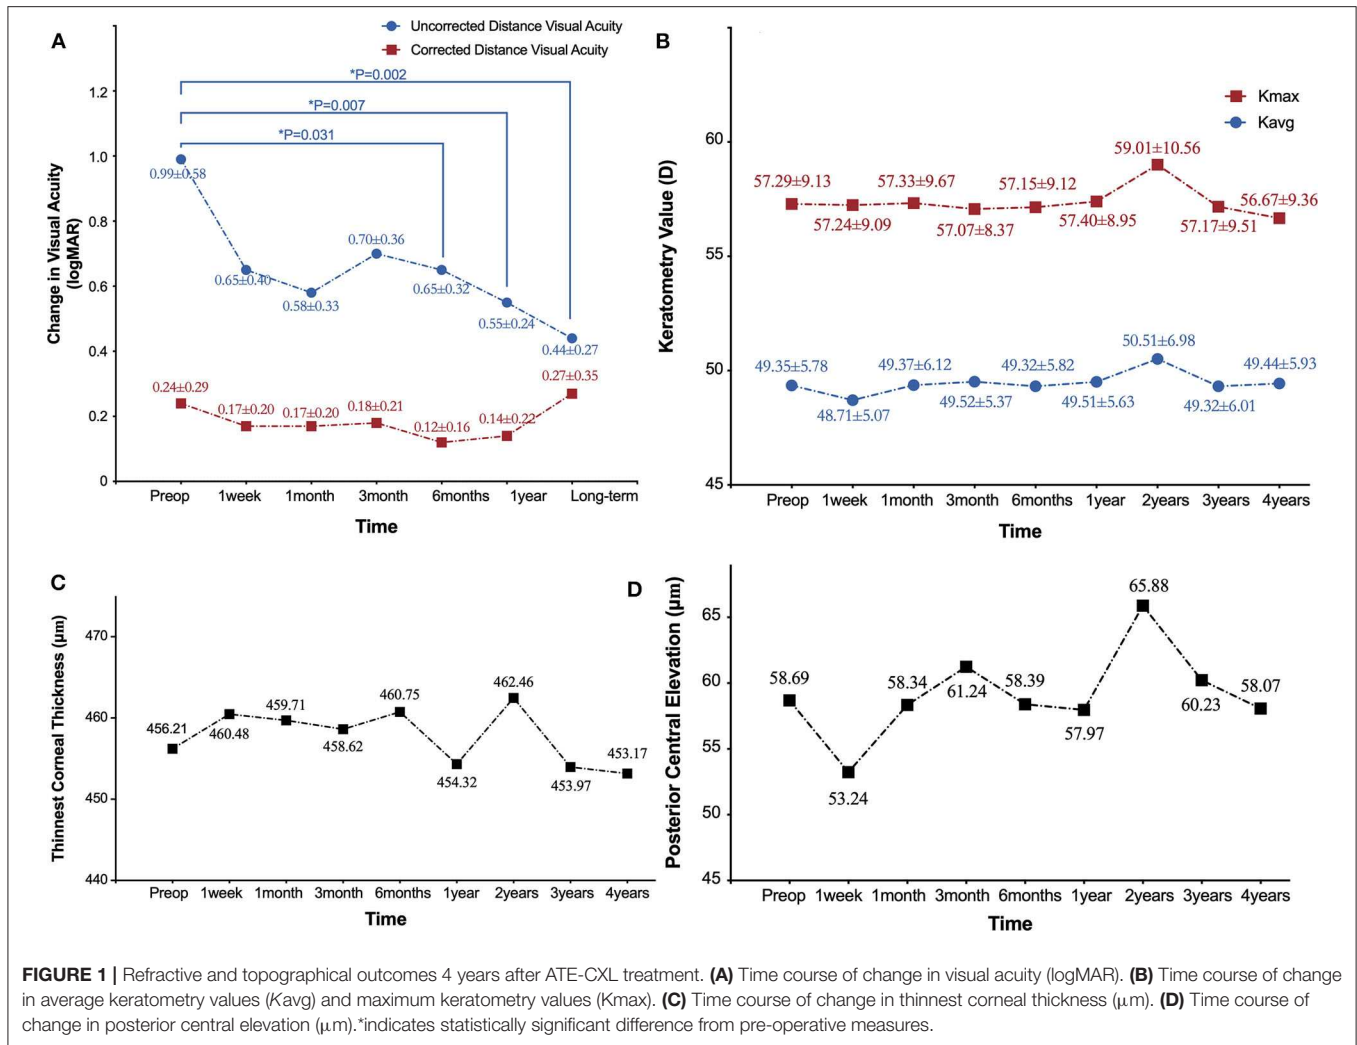 A
Uncorrected Distance Visual Acuity
Corrected Distance Visual Acuity
*P=0.002
*P=0.007
*P=0.031
Change in Visual Acuity
(logMAR)
1.2
1.0
0.8
0.6
0.4
0.2
0
0.99±0.58
0.65±0.40
0.58±0.33
0.70±0.36
0.65±0.32
0.55±0.24
0.44±0.27
0.24±0.29
0.17±0.20
0.17±0.20
0.18±0.21
0.12±0.16
0.14±0.22
0.27±0.35
Preop 1week 1month 3month 6months 1year Long-term
Time
B
Kmax
Kavg
Keratometry Value (D)
60
55
50
45
57.29±9.13
57.24±9.09
57.33±9.67
57.07±8.37
57.15±9.12
57.40±8.95
59.01±10.56
57.17±9.51
56.67±9.36
49.35±5.78
48.71±5.07
49.37±6.12
49.52±5.37
49.32±5.82
49.51±5.63
50.51±6.98
49.32±6.01
49.44±5.93
Preop 1week 1month 3month 6months 1year 2years 3years 4years
Time
C
Thinnest Corneal Thickness (μm)
470
460
450
440
456.21
460.48
459.71
458.62
460.75
454.32
462.46
453.97
453.17
Preop 1week 1month 3month 6months 1year 2years 3years 4years
Time
D
Posterior Central Elevation (μm)
65
60
55
50
45
58.69
53.24
58.34
61.24
58.39
57.97
65.88
60.23
58.07
Preop 1week 1month 3month 6months 1year 2years 3years 4years
Time
FIGURE 1 | Refractive and topographical outcomes 4 years after ATE-CXL treatment. (A) Time course of change in visual acuity (logMAR). (B) Time course of change
in average keratometry values (Kavg) and maximum keratometry values (Kmax). (C) Time course of change in thinnest corneal thickness (μm). (D) Time course of
change in posterior central elevation (μm).*indicates statistically significant difference from pre-operative measures.